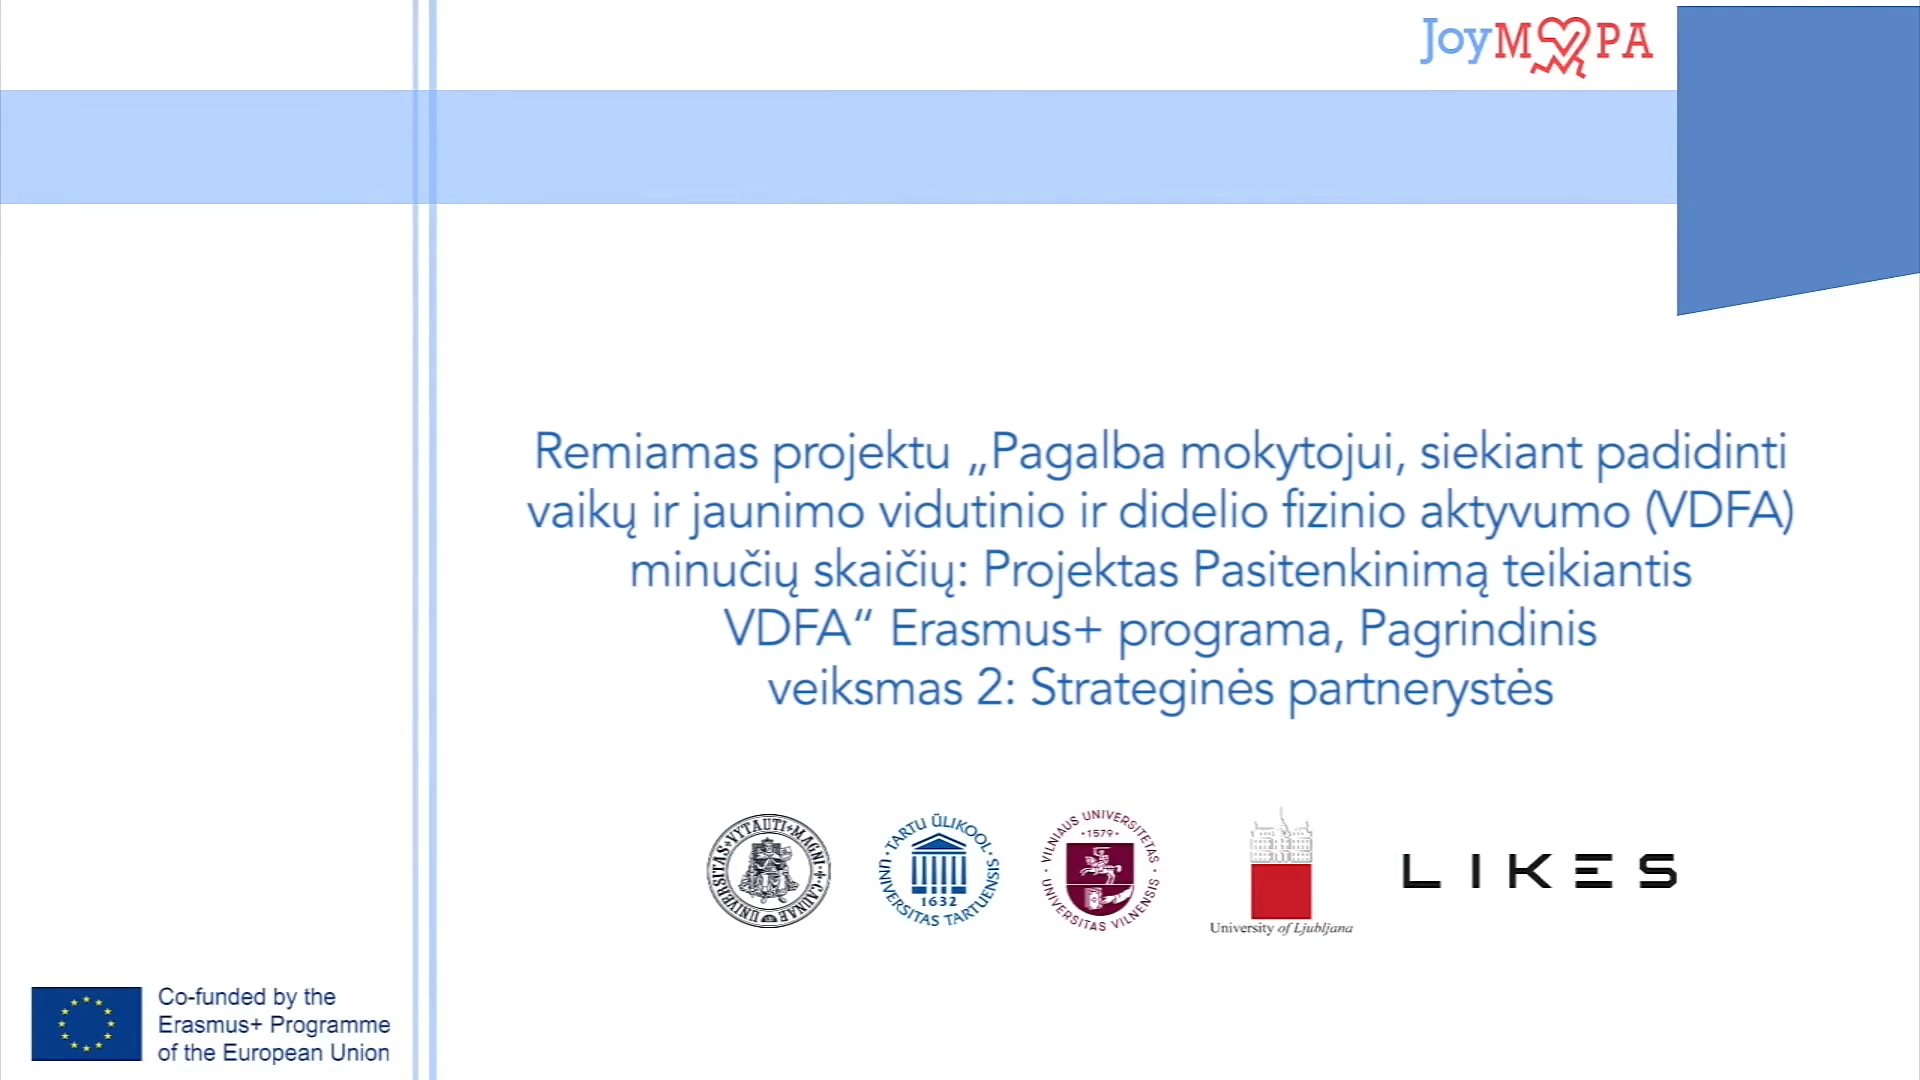 JoyMVPA
Remiamas projektu „Pagalba mokytojui, siekiant padidinti
vaikų ir jaunimo vidutinio ir didelio fizinio aktyvumo (VDFA)
minučių skaičių: Projektas Pasitenkinimą teikiantis
VDFA“ Erasmus+ programa, Pagrindinis
veiksmas 2: Strateginės partnerystės
UNIVERSITAS VYTAUTI MAGNI CAUNAE
TARTU ÜLIKOOL
1632
UNIVERSITAS TARTUENSIS
VILNIAUS UNIVERSITETAS
1579
UNIVERSITAS VILNENSIS
University of Ljubljana
LIKES
Co-funded by the
Erasmus+ Programme
of the European Union